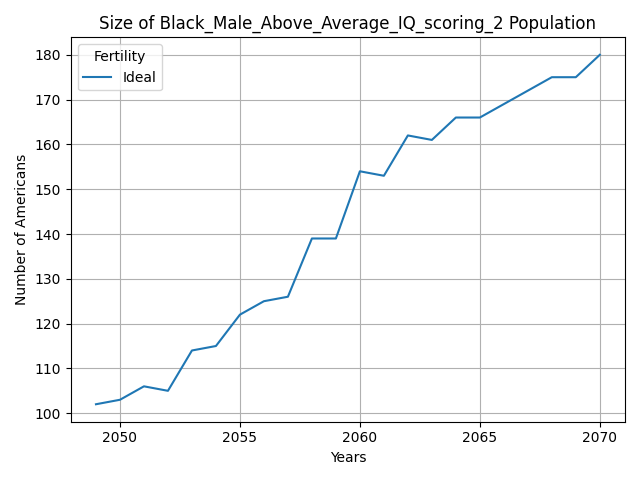 Size of Black_Male_Above_Average_IQ_scoring_2 Population
Fertility
Ideal
Number of Americans
180
170
160
150
140
130
120
110
100
2050 2055 2060 2065 2070
Years